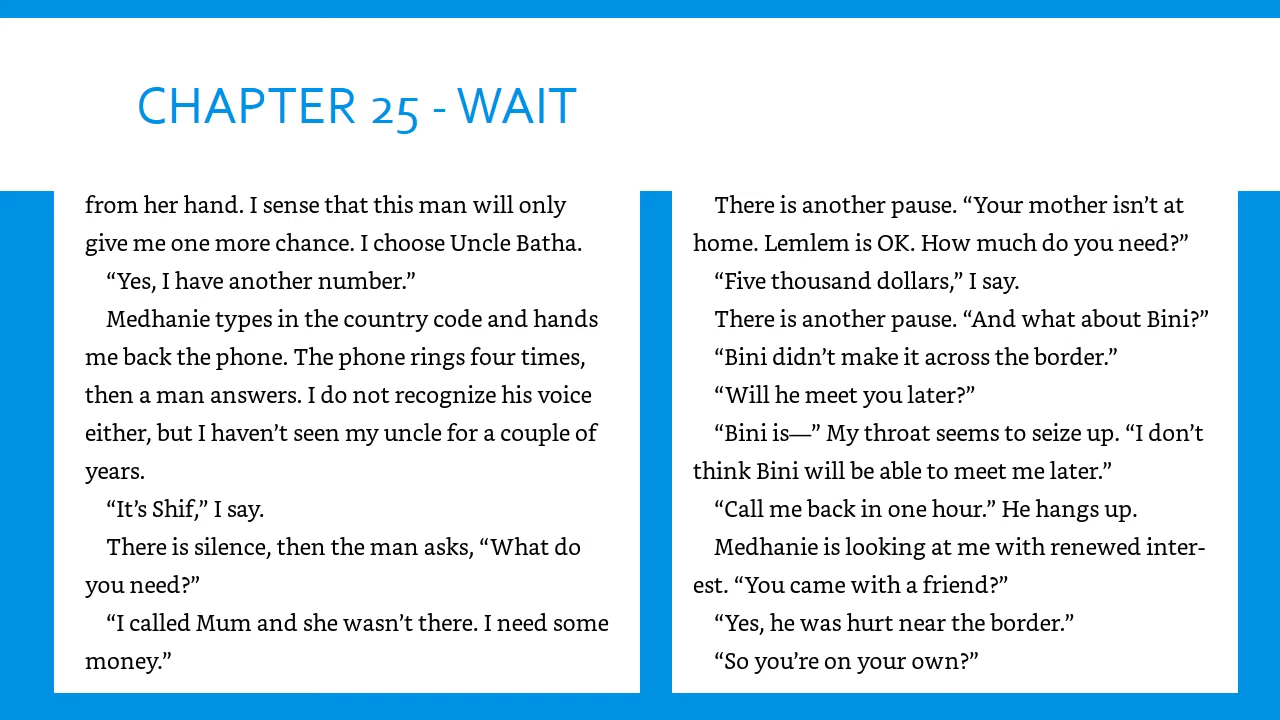 CHAPTER 25 - WAIT
from her hand. I sense that this man will only
give me one more chance. I choose Uncle Batha.
“Yes, I have another number.”
Medhanie types in the country code and hands
me back the phone. The phone rings four times,
then a man answers. I do not recognize his voice
either, but I haven’t seen my uncle for a couple of
years.
“It’s Shif,” I say.
There is silence, then the man asks, “What do
you need?”
“I called Mum and she wasn’t there. I need some
money.”
There is another pause. “Your mother isn’t at
home. Lemlem is OK. How much do you need?”
“Five thousand dollars,” I say.
There is another pause. “And what about Bini?”
“Bini didn’t make it across the border.”
“Will he meet you later?”
“Bini is—” My throat seems to seize up. “I don’t
think Bini will be able to meet me later.”
“Call me back in one hour.” He hangs up.
Medhanie is looking at me with renewed inter-
est. “You came with a friend?”
“Yes, he was hurt near the border.”
“So you’re on your own?”